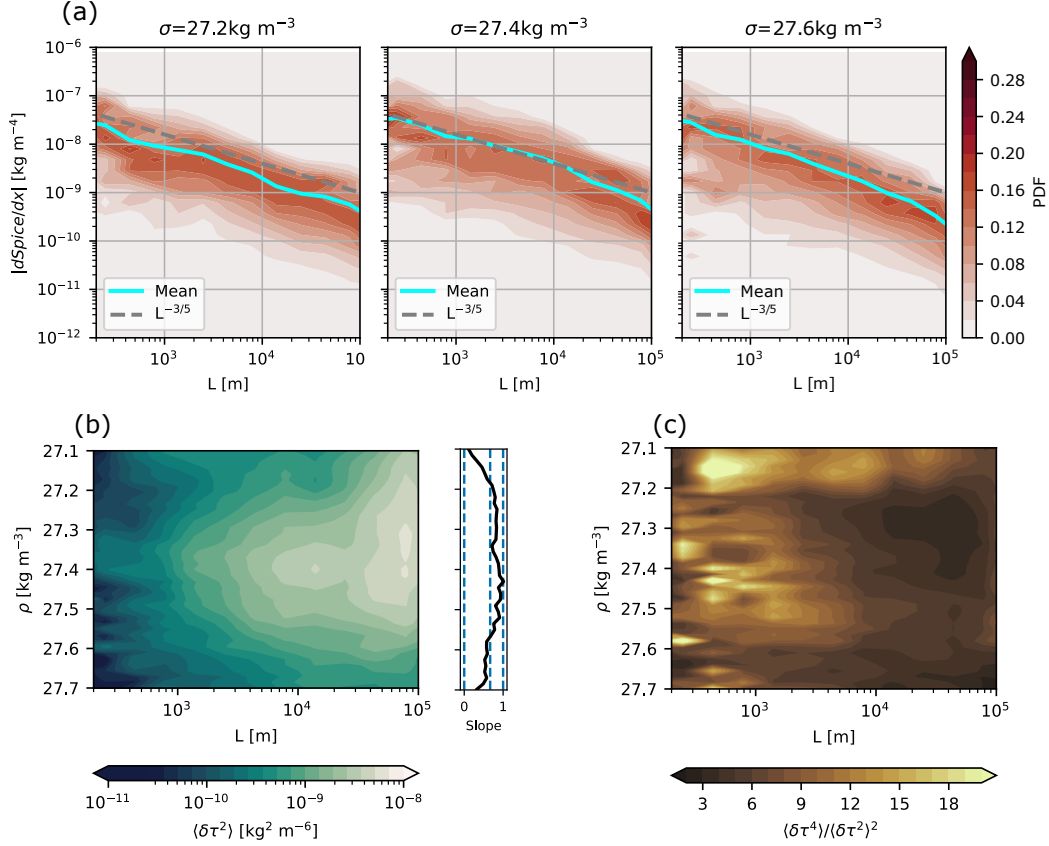 (a)
σ=27.2kg m⁻³ σ=27.4kg m⁻³ σ=27.6kg m⁻³
10⁻⁶
10⁻⁷
10⁻⁸
10⁻⁹
10⁻¹⁰
10⁻¹¹
10⁻¹²
|dSpice/dx| [kg m⁻⁴]
Mean
L⁻³ᐟ⁵
Mean
L⁻³ᐟ⁵
Mean
L⁻³ᐟ⁵
10³ 10⁴ 10
10³ 10⁴ 10⁵
10³ 10⁴ 10⁵
L [m] L [m] L [m]
0.28
0.24
0.20
0.16
0.12
0.08
0.04
0.00
PDF
(b)
27.1
27.2
27.3
27.4
27.5
27.6
27.7
ρ [kg m⁻³]
10³ 10⁴ 10⁵
L [m]
0 1
Slope
10⁻¹¹ 10⁻¹⁰ 10⁻⁹ 10⁻⁸
⟨δτ²⟩ [kg² m⁻⁶]
(c)
27.1
27.2
27.3
27.4
27.5
27.6
27.7
ρ [kg m⁻³]
10³ 10⁴ 10⁵
L [m]
3 6 9 12 15 18
⟨δτ⁴⟩/⟨δτ²⟩²